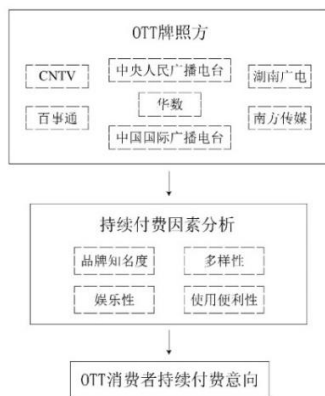 OTT牌照方
CNTV
中央人民广播电台
湖南广电
百事通
华数
南方传媒
中国国际广播电台
持续付费因素分析
品牌知名度
多样性
娱乐性
使用便利性
OTT消费者持续付费意向